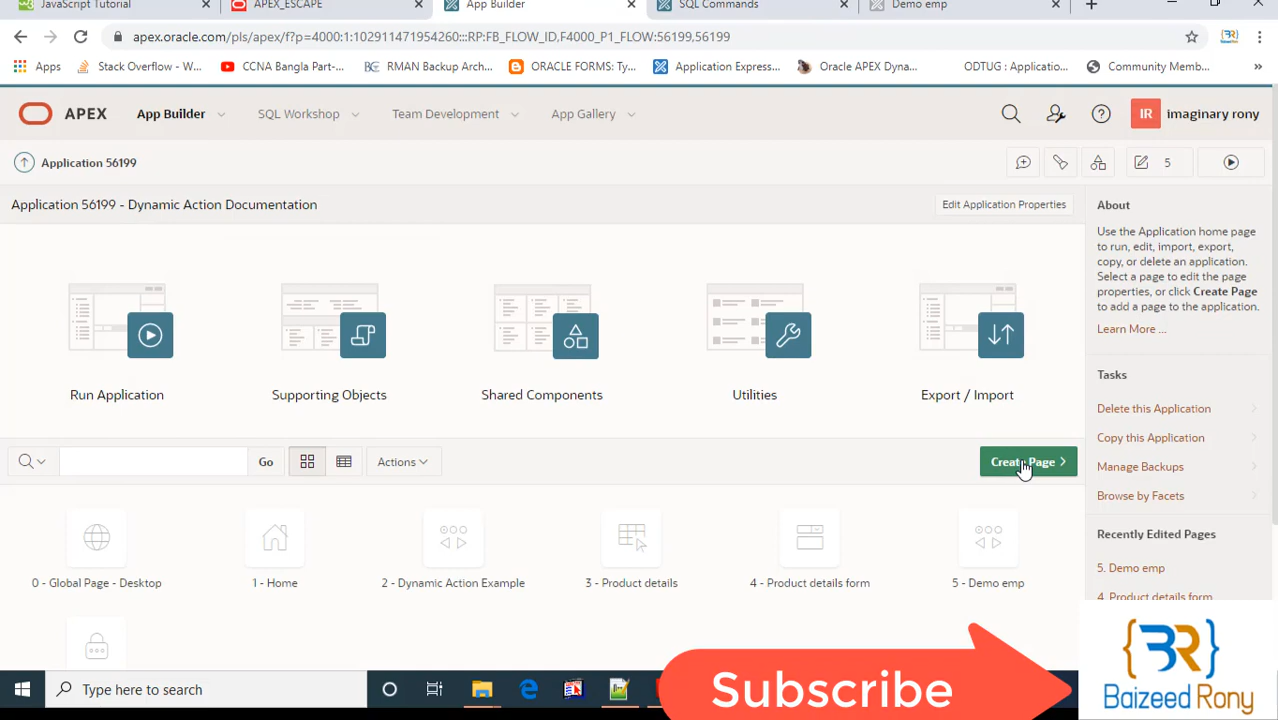 JavaScript Tutorial
APEX_ESCAPE
App Builder
SQL Commands
Demo emp
apex.oracle.com/pls/apex/f?p=4000:1:102911471954260:::RP:FB_FLOW_ID,F4000_P1_FLOW:56199,56199
Apps
Stack Overflow - W...
CCNA Bangla Part-...
RMAN Backup Arch...
ORACLE FORMS: Ty...
Application Express...
Oracle APEX Dyna...
ODTUG : Applicatio...
Community Memb...
APEX
App Builder
SQL Workshop
Team Development
App Gallery
IR
imaginary rony
Application 56199
5
Application 56199 - Dynamic Action Documentation
Edit Application Properties
Run Application
Supporting Objects
Shared Components
Utilities
Export / Import
Go
Actions
Create Page
0 - Global Page - Desktop
1 - Home
2 - Dynamic Action Example
3 - Product details
4 - Product details form
5 - Demo emp
About
Use the Application home page
to run, edit, import, export,
copy, or delete an application.
Select a page to edit the page
properties, or click Create Page
to add a page to the application.
Learn More ...
Tasks
Delete this Application
Copy this Application
Manage Backups
Browse by Facets
Recently Edited Pages
5. Demo emp
4. Product details form
Type here to search
Subscribe
{BR}
Baizeed Rony